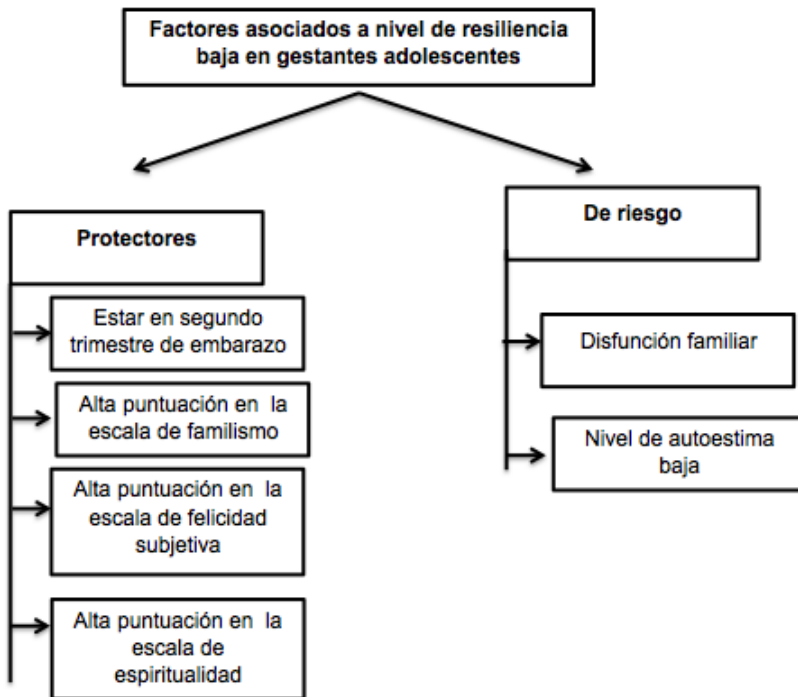 Factores asociados a nivel de resiliencia
baja en gestantes adolescentes
Protectores
Estar en segundo
trimestre de embarazo
Alta puntuación en la
escala de familismo
Alta puntuación en la
escala de felicidad
subjetiva
Alta puntuación en la
escala de
espiritualidad
De riesgo
Disfunción familiar
Nivel de autoestima
baja